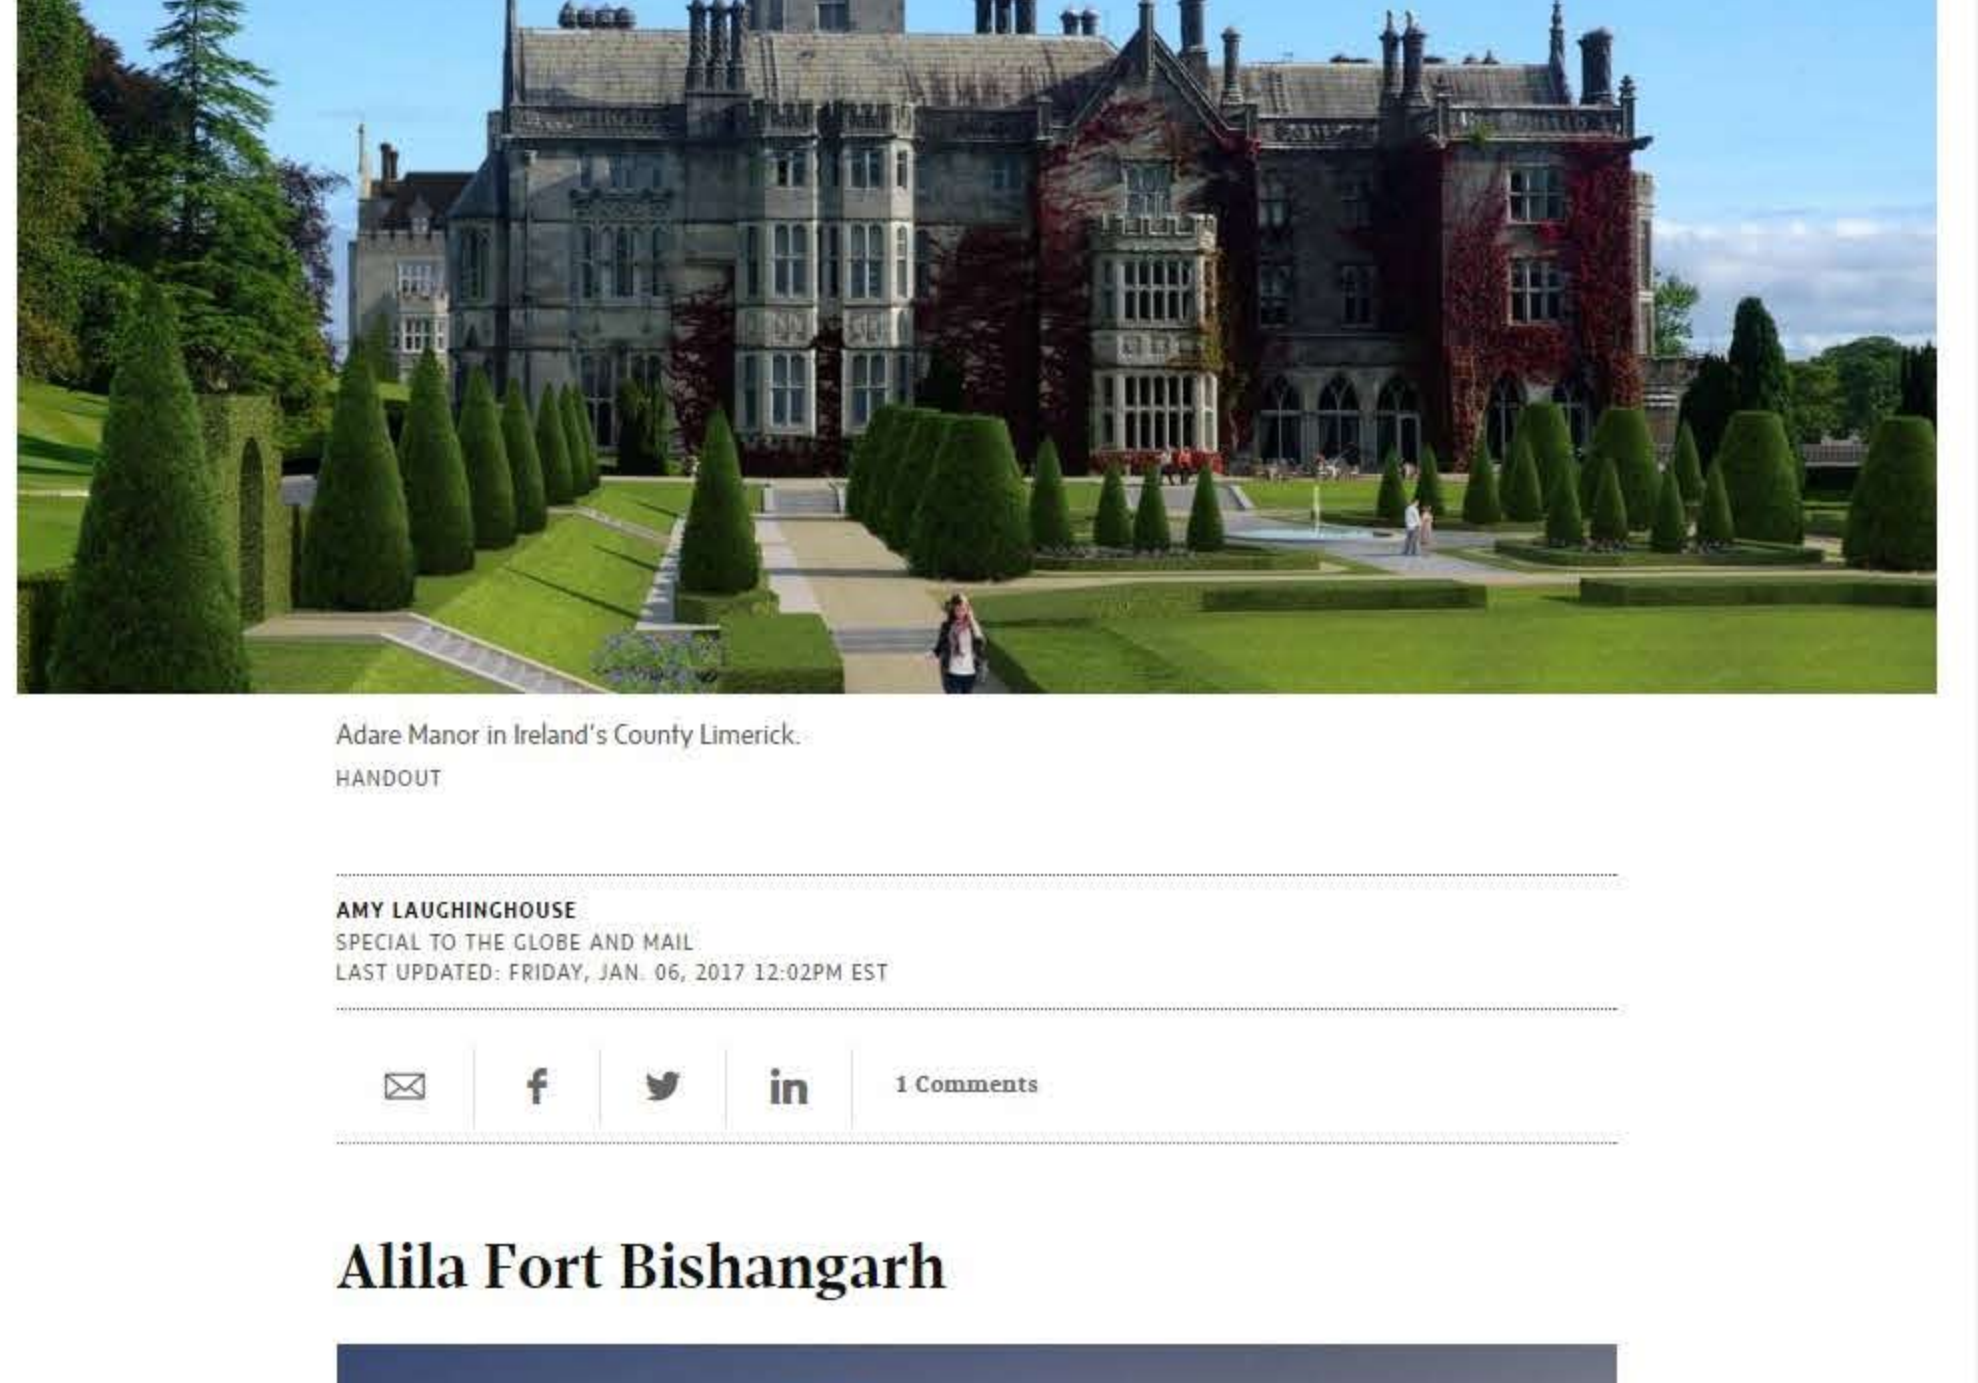 Adare Manor in Ireland's County Limerick.
HANDOUT
AMY LAUGHINGHOUSE
SPECIAL TO THE GLOBE AND MAIL
LAST UPDATED: FRIDAY, JAN. 06, 2017 12:02PM EST
f
in
1 Comments
Alila Fort Bishangarh